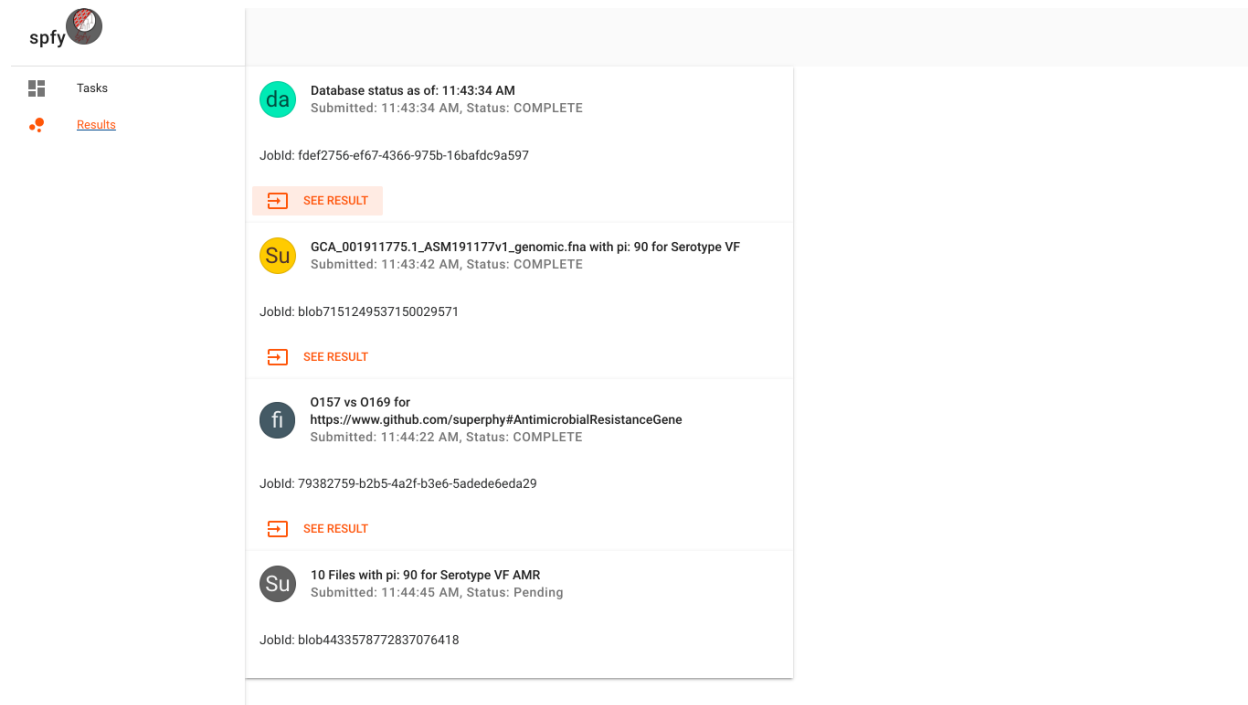 spfy
Tasks
Results
da
Database status as of: 11:43:34 AM
Submitted: 11:43:34 AM, Status: COMPLETE
JobId: fdef2756-ef67-4366-975b-16bafdc9a597
SEE RESULT
Su
GCA_001911775.1_ASM191177v1_genomic.fna with pi: 90 for Serotype VF
Submitted: 11:43:42 AM, Status: COMPLETE
JobId: blob7151249537150029571
SEE RESULT
fi
O157 vs O169 for
https://www.github.com/superphy#AntimicrobialResistanceGene
Submitted: 11:44:22 AM, Status: COMPLETE
JobId: 79382759-b2b5-4a2f-b3e6-5adede6eda29
SEE RESULT
Su
10 Files with pi: 90 for Serotype VF AMR
Submitted: 11:44:45 AM, Status: Pending
JobId: blob4433578772837076418